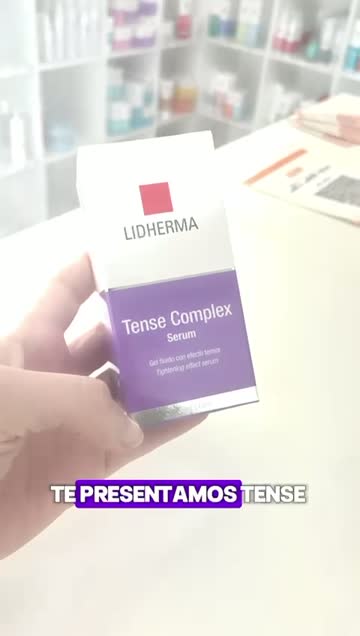 LIDHERMA
Tense Complex
Serum
Gel fluido con efecto tensor
Tightening effect serum
TE PRESENTAMOS TENSE